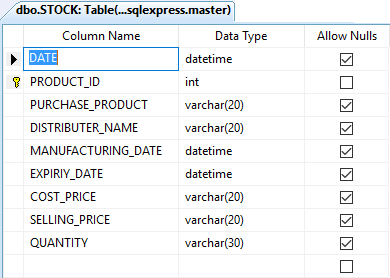 dbo.STOCK: Table(...sqlexpress.master)
Column Name Data Type Allow Nulls
DATE datetime
PRODUCT_ID int
PURCHASE_PRODUCT varchar(20)
DISTRIBUTER_NAME varchar(20)
MANUFACTURING_DATE datetime
EXPIRIY_DATE datetime
COST_PRICE varchar(20)
SELLING_PRICE varchar(20)
QUANTITY varchar(30)